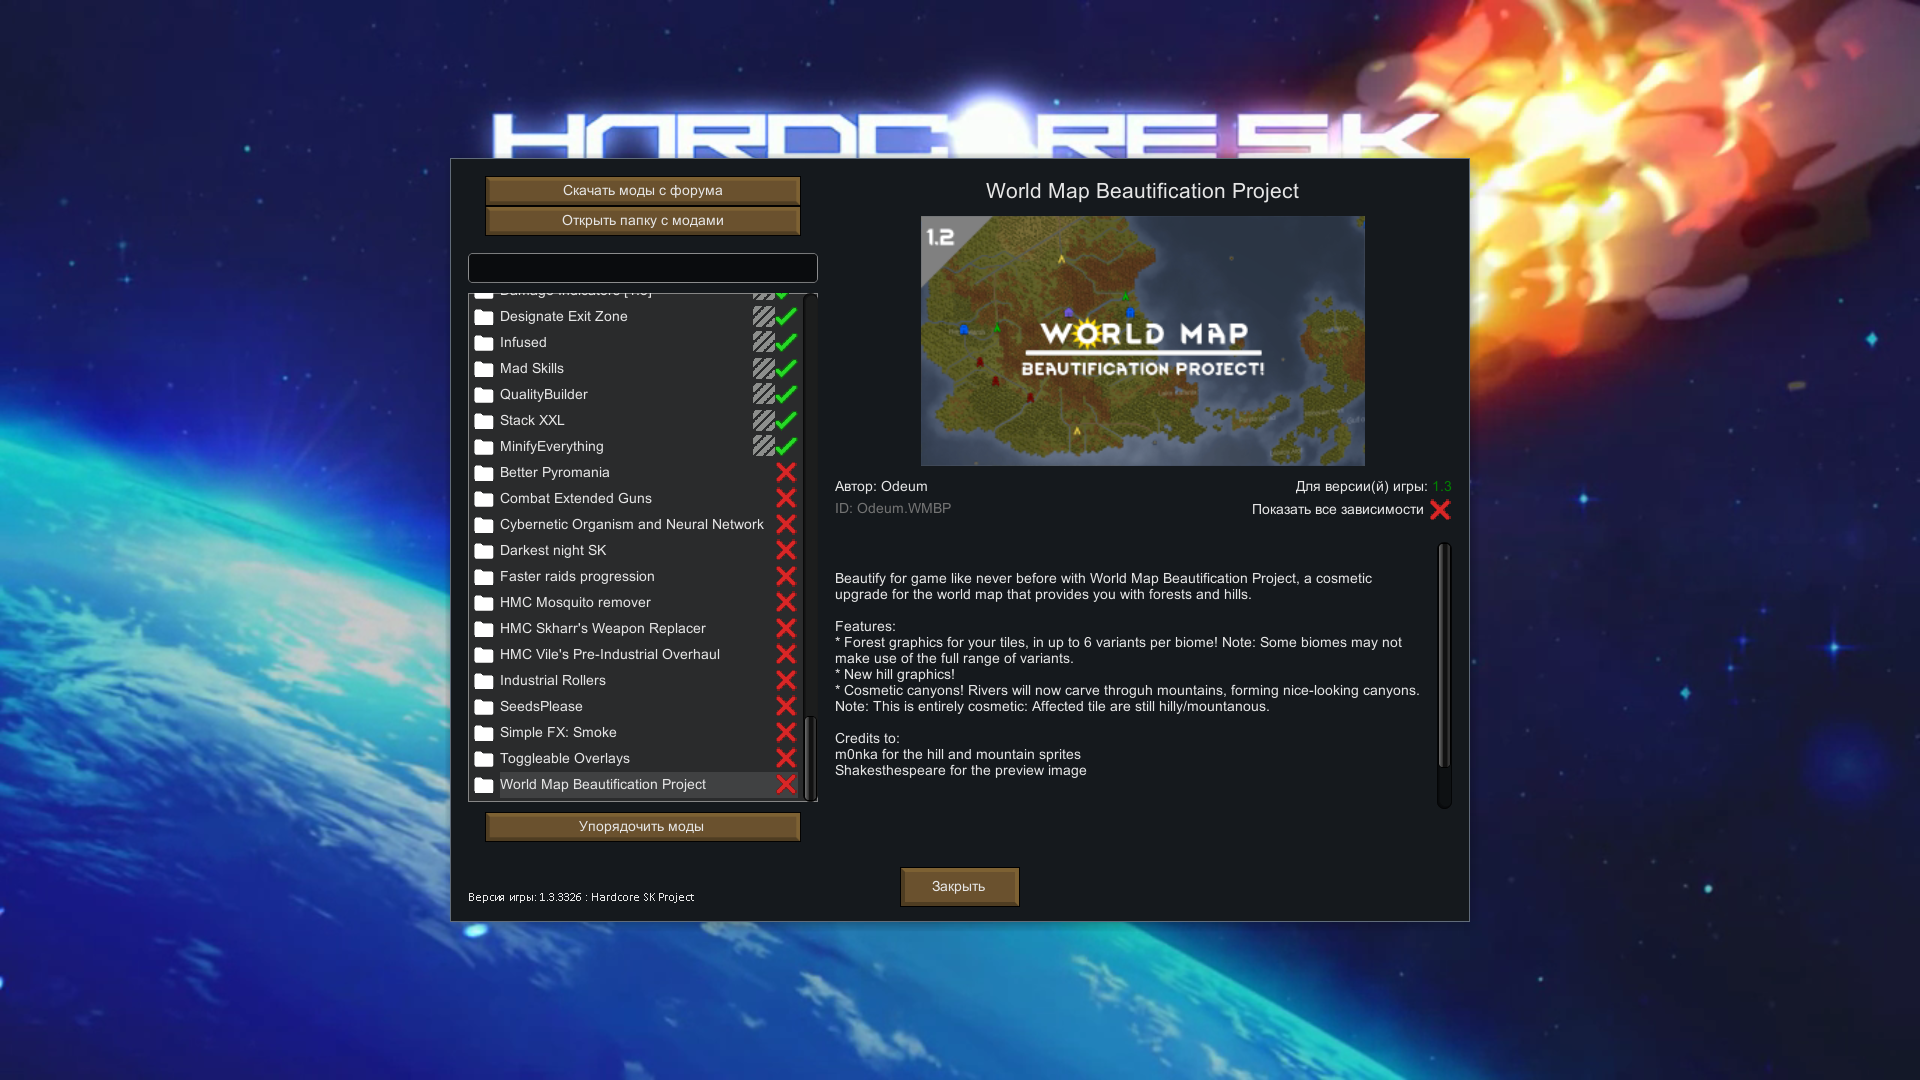 HARDCORE SK
Скачать моды с форума
Открыть папку с модами
Damage Indicators [1.3]
Designate Exit Zone
Infused
Mad Skills
QualityBuilder
Stack XXL
MinifyEverything
Better Pyromania
Combat Extended Guns
Cybernetic Organism and Neural Network
Darkest night SK
Faster raids progression
HMC Mosquito remover
HMC Skharr's Weapon Replacer
HMC Vile's Pre-Industrial Overhaul
Industrial Rollers
SeedsPlease
Simple FX: Smoke
Toggleable Overlays
World Map Beautification Project
Упорядочить моды
Версия игры: 1.3.3326 : Hardcore SK Project
World Map Beautification Project
1.2
WORLD MAP
BEAUTIFICATION PROJECT!
Автор: Odeum
Для версии(й) игры: 1.3
ID: Odeum.WMBP
Показать все зависимости
Beautify for game like never before with World Map Beautification Project, a cosmetic
upgrade for the world map that provides you with forests and hills.
Features:
* Forest graphics for your tiles, in up to 6 variants per biome! Note: Some biomes may not
make use of the full range of variants.
* New hill graphics!
* Cosmetic canyons! Rivers will now carve throguh mountains, forming nice-looking canyons.
Note: This is entirely cosmetic: Affected tile are still hilly/mountanous.
Credits to:
m0nka for the hill and mountain sprites
Shakesthespeare for the preview image
Закрыть